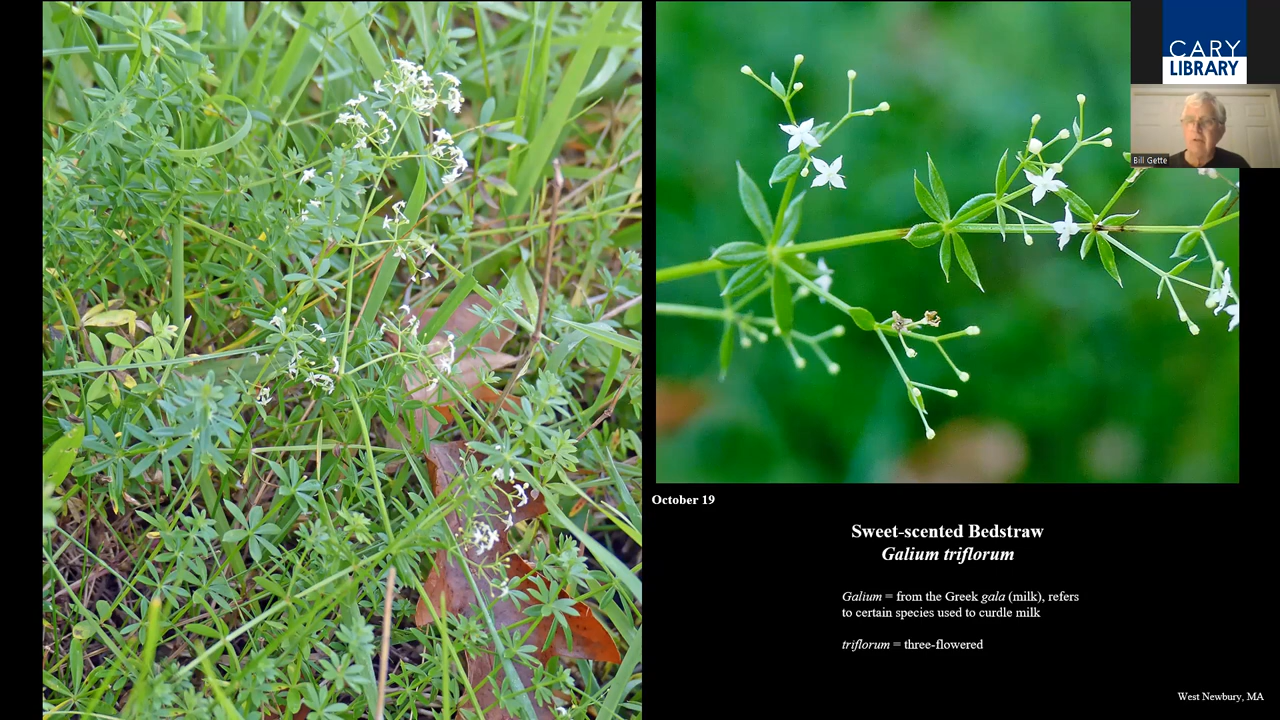 CARY
LIBRARY
Bill Gette
October 19
Sweet-scented Bedstraw
Galium triflorum
Galium = from the Greek gala (milk), refers
to certain species used to curdle milk
triflorum = three-flowered
West Newbury, MA